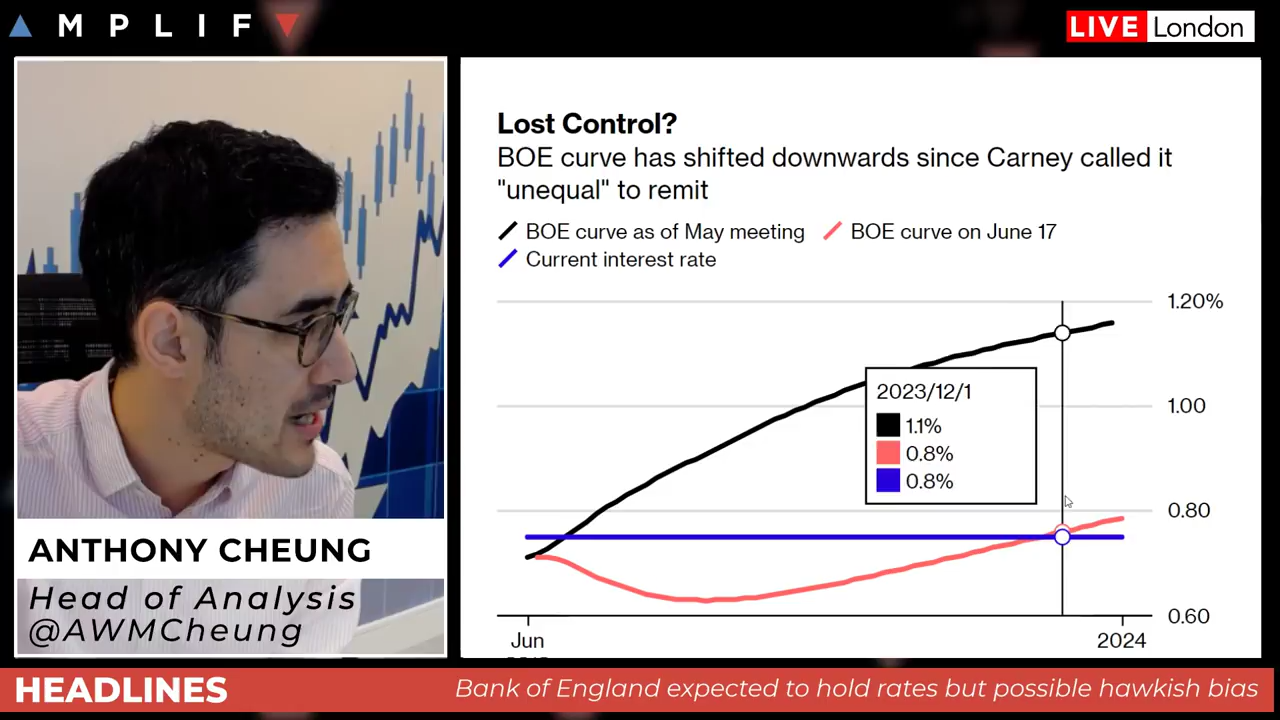 MPLIF
LIVE London
Lost Control?
BOE curve has shifted downwards since Carney called it
"unequal" to remit
BOE curve as of May meeting BOE curve on June 17
Current interest rate
1.20%
2023/12/1
1.1%
1.00
0.8%
0.8%
0.80
0.60
Jun 2024
ANTHONY CHEUNG
Head of Analysis
@AWMCheung
HEADLINES Bank of England expected to hold rates but possible hawkish bias